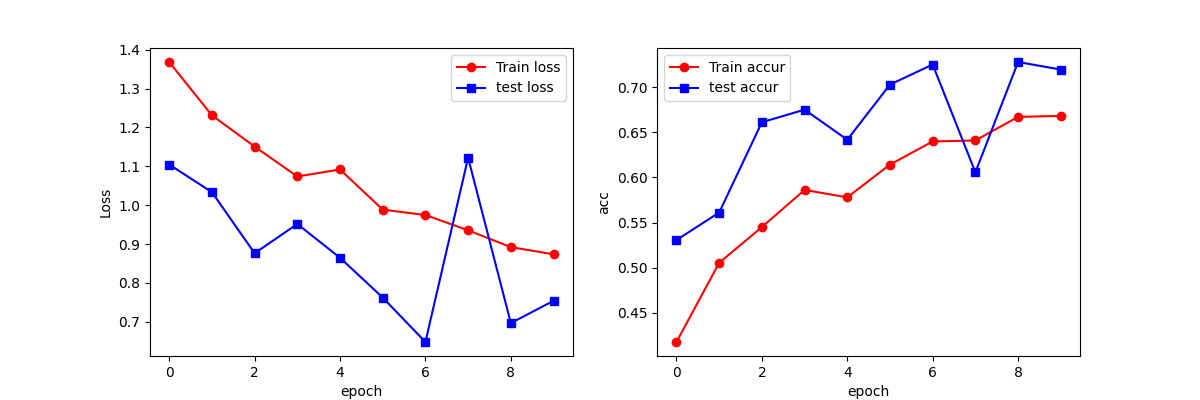 1.4
1.3
1.2
1.1
1.0
0.9
0.8
0.7
Loss
0 2 4 6 8
epoch
Train loss
test loss
0.70
0.65
0.60
0.55
0.50
0.45
acc
0 2 4 6 8
epoch
Train accur
test accur